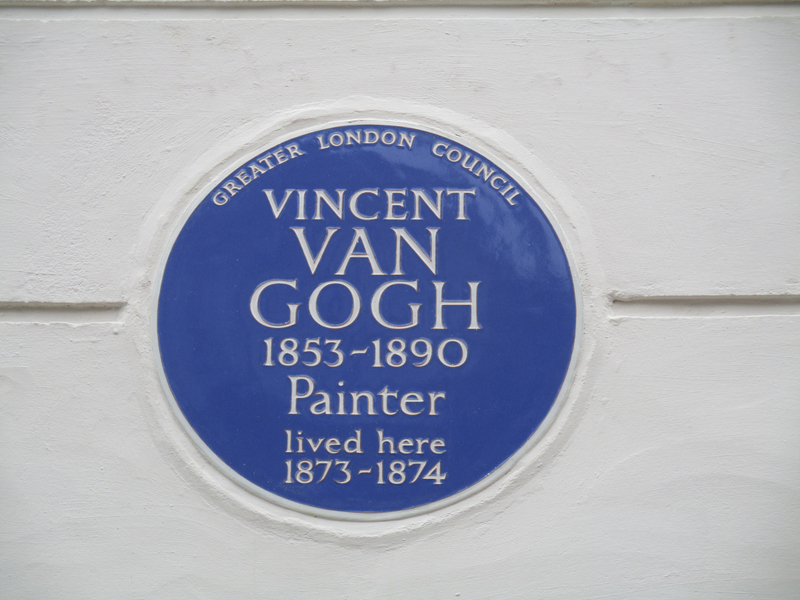 GREATER LONDON COUNCIL
VINCENT
VAN
GOGH
1853-1890
Painter
lived here
1873-1874